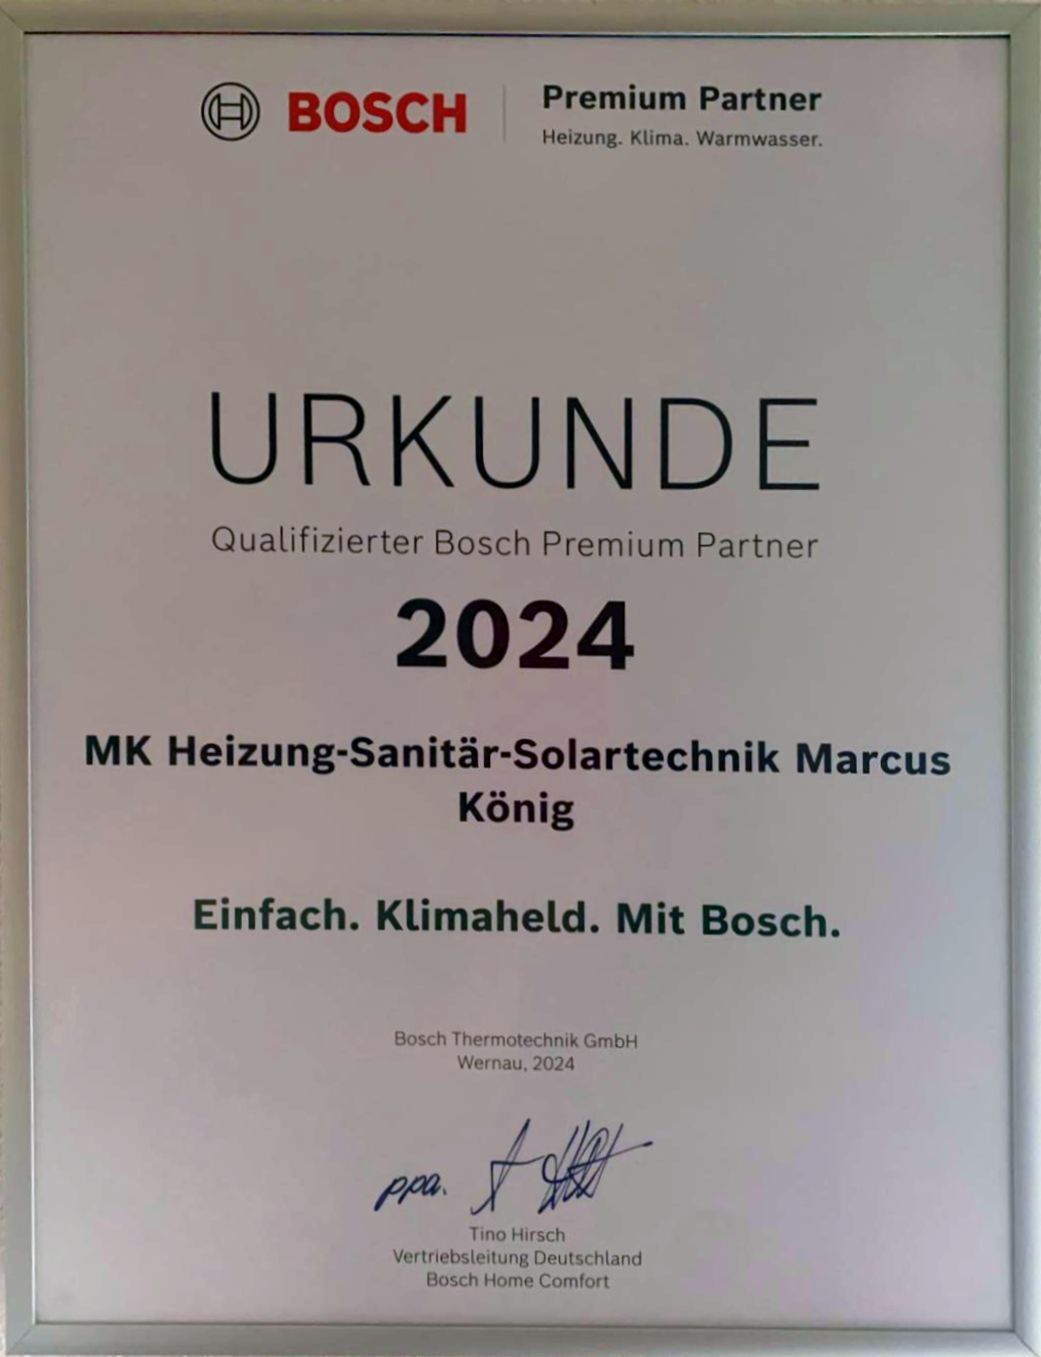 BOSCH
Premium Partner
Heizung. Klima. Warmwasser.
URKUNDE
Qualifizierter Bosch Premium Partner
2024
MK Heizung-Sanitär-Solartechnik Marcus
König
Einfach. Klimaheld. Mit Bosch.
Bosch Thermotechnik GmbH
Wernau, 2024
ppa.
Tino Hirsch
Vertriebsleitung Deutschland
Bosch Home Comfort